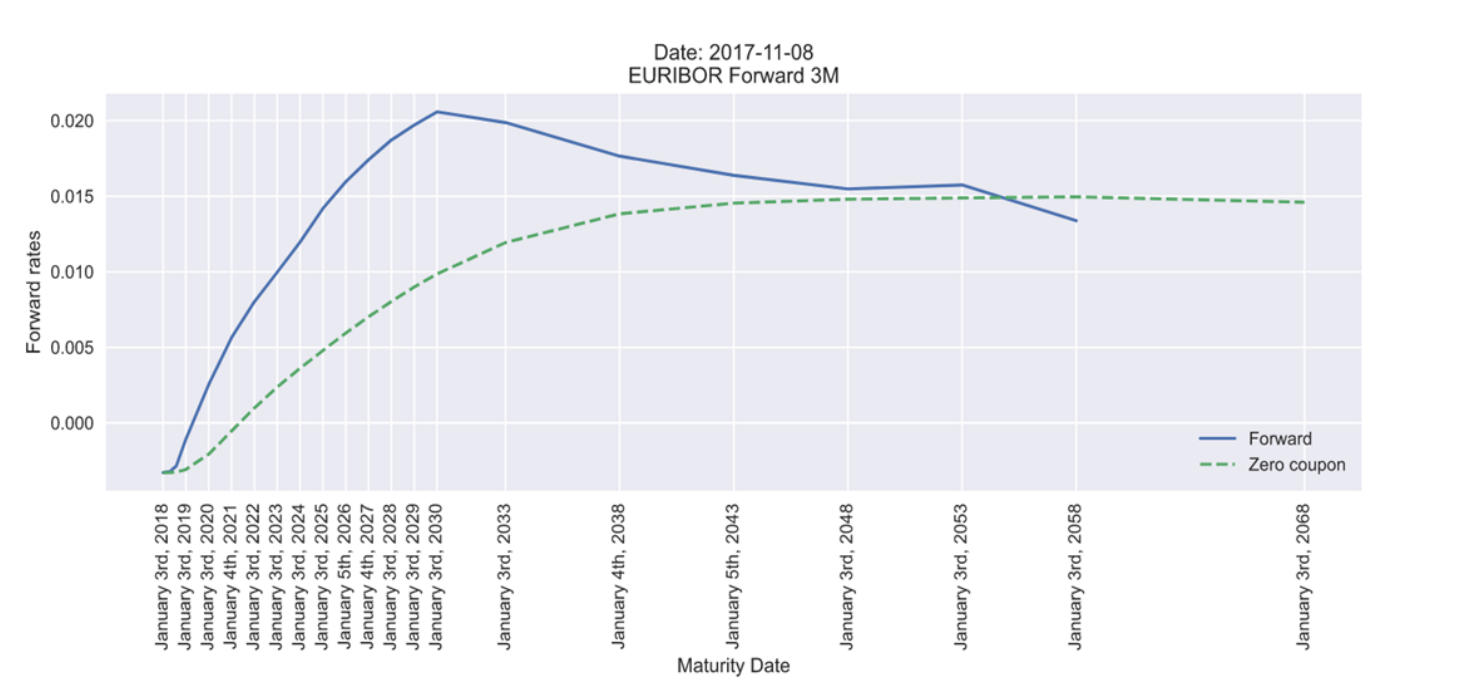 Date: 2017-11-08
EURIBOR Forward 3M
Forward rates
0.020
0.015
0.010
0.005
0.000
Forward
Zero coupon
January 3rd, 2018
January 3rd, 2019
January 3rd, 2020
January 4th, 2021
January 3rd, 2022
January 3rd, 2023
January 3rd, 2024
January 3rd, 2025
January 5th, 2026
January 4th, 2027
January 3rd, 2028
January 3rd, 2029
January 3rd, 2030
January 3rd, 2033
January 4th, 2038
January 5th, 2043
January 3rd, 2048
January 3rd, 2053
January 3rd, 2058
January 3rd, 2068
Maturity Date